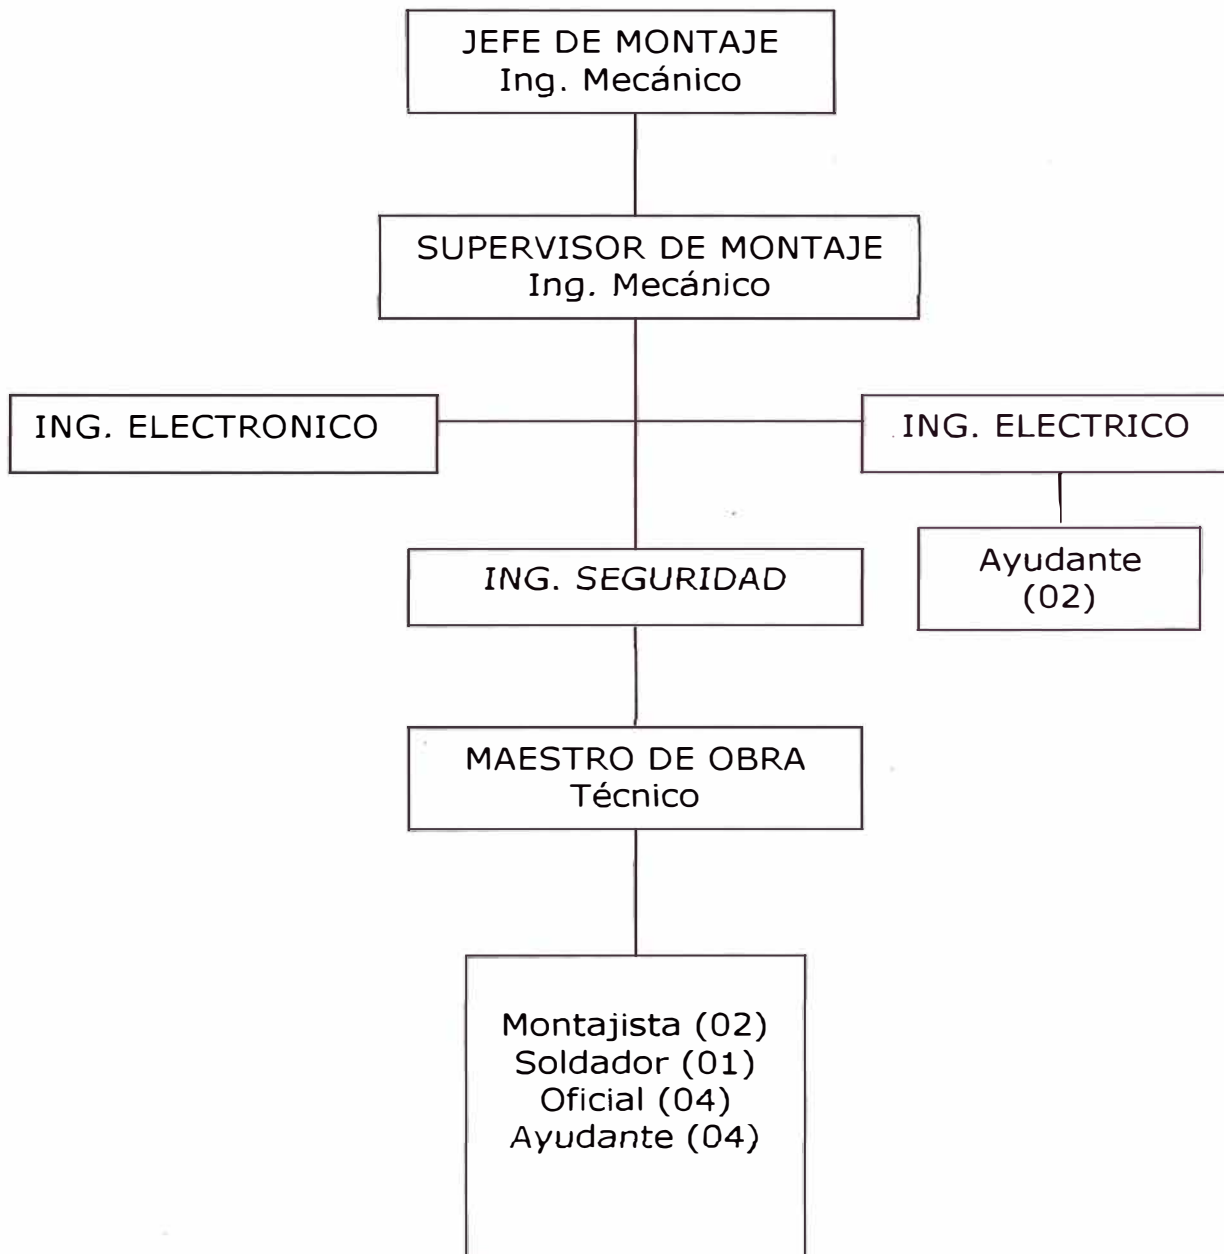 JEFE DE MONTAJE
Ing. Mecánico
SUPERVISOR DE MONTAJE
Ing. Mecánico
ING. ELECTRONICO
ING. ELECTRICO
Ayudante
(02)
ING. SEGURIDAD
MAESTRO DE OBRA
Técnico
Montajista (02)
Soldador (01)
Oficial (04)
Ayudante (04)